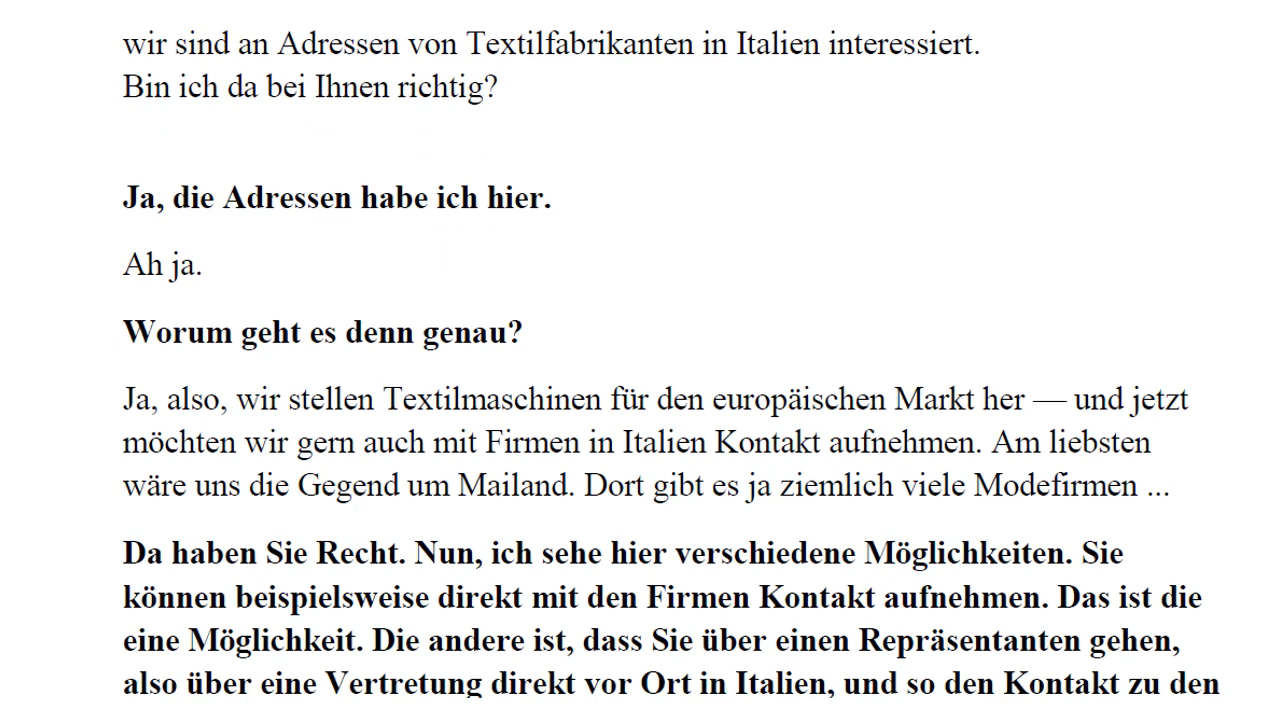 wir sind an Adressen von Textilfabrikanten in Italien interessiert.
Bin ich da bei Ihnen richtig?
Ja, die Adressen habe ich hier.
Ah ja.
Worum geht es denn genau?
Ja, also, wir stellen Textilmaschinen für den europäischen Markt her — und jetzt
möchten wir gern auch mit Firmen in Italien Kontakt aufnehmen. Am liebsten
wäre uns die Gegend um Mailand. Dort gibt es ja ziemlich viele Modefirmen ...
Da haben Sie Recht. Nun, ich sehe hier verschiedene Möglichkeiten. Sie
können beispielsweise direkt mit den Firmen Kontakt aufnehmen. Das ist die
eine Möglichkeit. Die andere ist, dass Sie über einen Repräsentanten gehen,
also über eine Vertretung direkt vor Ort in Italien, und so den Kontakt zu den